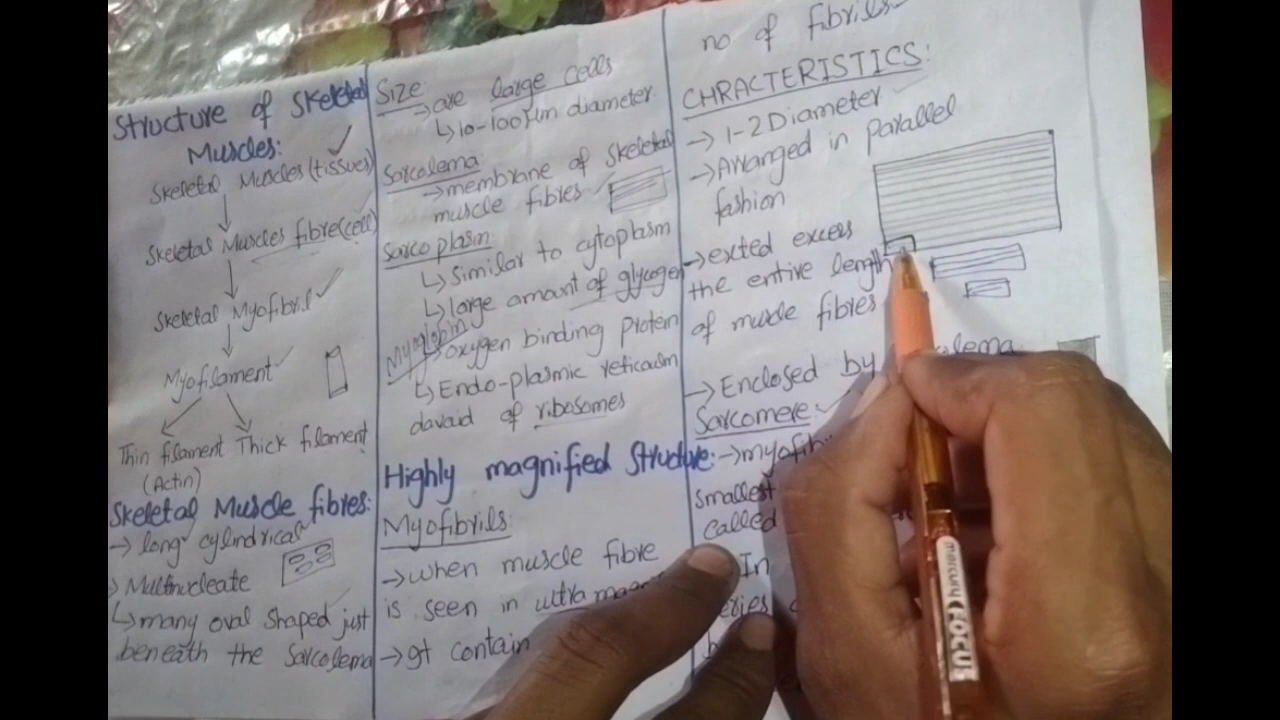 Structure of Skeletal
Muscles:
Skeletal Muscles (tissues)
Skeletal Muscles fibre(cell)
Skeletal Myofibril
Myofilament
Thin filament Thick filament
(Actin)
Skeletal Muscle fibres:
→ long cylindrical
→ Multinucleate
↳ many oval shaped just
beneath the Sarcolema
Size:
→ are large cells
↳ 10-100 µm diameter
Sarcolema:
→ membrane of skeletal
muscle fibres
Sarcoplasm:
↳ Similar to cytoplasm
↳ large amount of glycogen
Myoglobin
↳ oxygen binding protein
↳ Endo-plasmic reticoulm
davaid of ribosomes
Highly magnified Structure:
Myofibrils:
→ when muscle fibre
is seen in ultra
→ gt contain
no of fibrils
CHRACTERISTICS:
→ 1-2 Diameter
→ Arranged in Parallel
fashion
→ exted excess
the entire length
of muscle fibres
→ Enclosed by
Sarcomere:
→
Smallest
called
In
mercury FOCUS